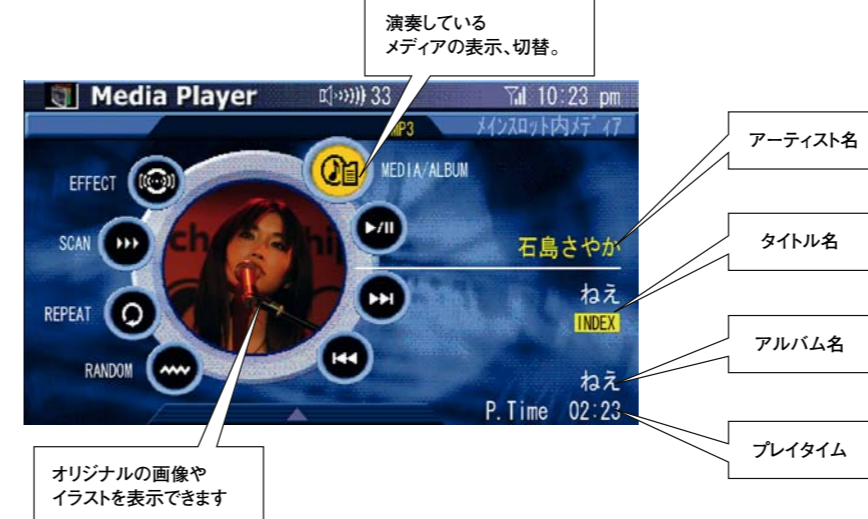 演奏している
メディアの表示、切替。
Media Player
33
10:23 pm
MP3
メインスロット内メディア
EFFECT
MEDIA/ALBUM
SCAN
REPEAT
RANDOM
石島さやか
ねえ
INDEX
ねえ
P.Time 02:23
アーティスト名
タイトル名
アルバム名
プレイタイム
オリジナルの画像や
イラストを表示できます